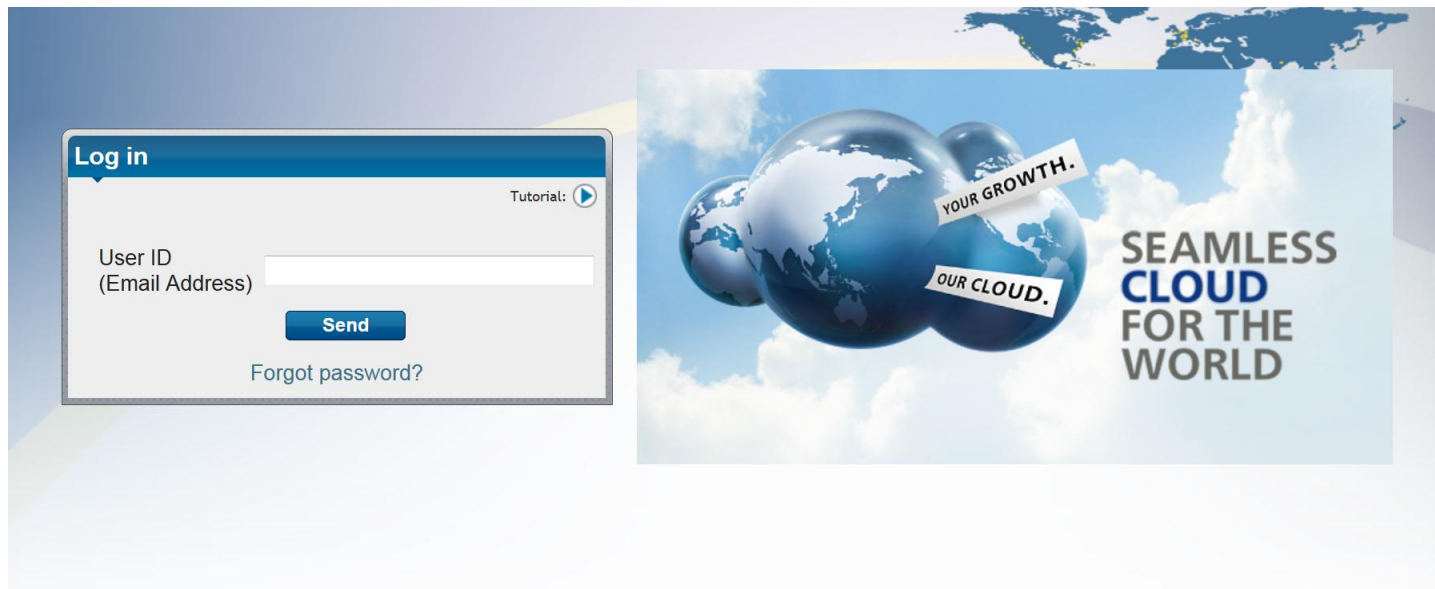 Log in
Tutorial:
User ID
(Email Address)
Send
Forgot password?
YOUR GROWTH.
OUR CLOUD.
SEAMLESS
CLOUD
FOR THE
WORLD